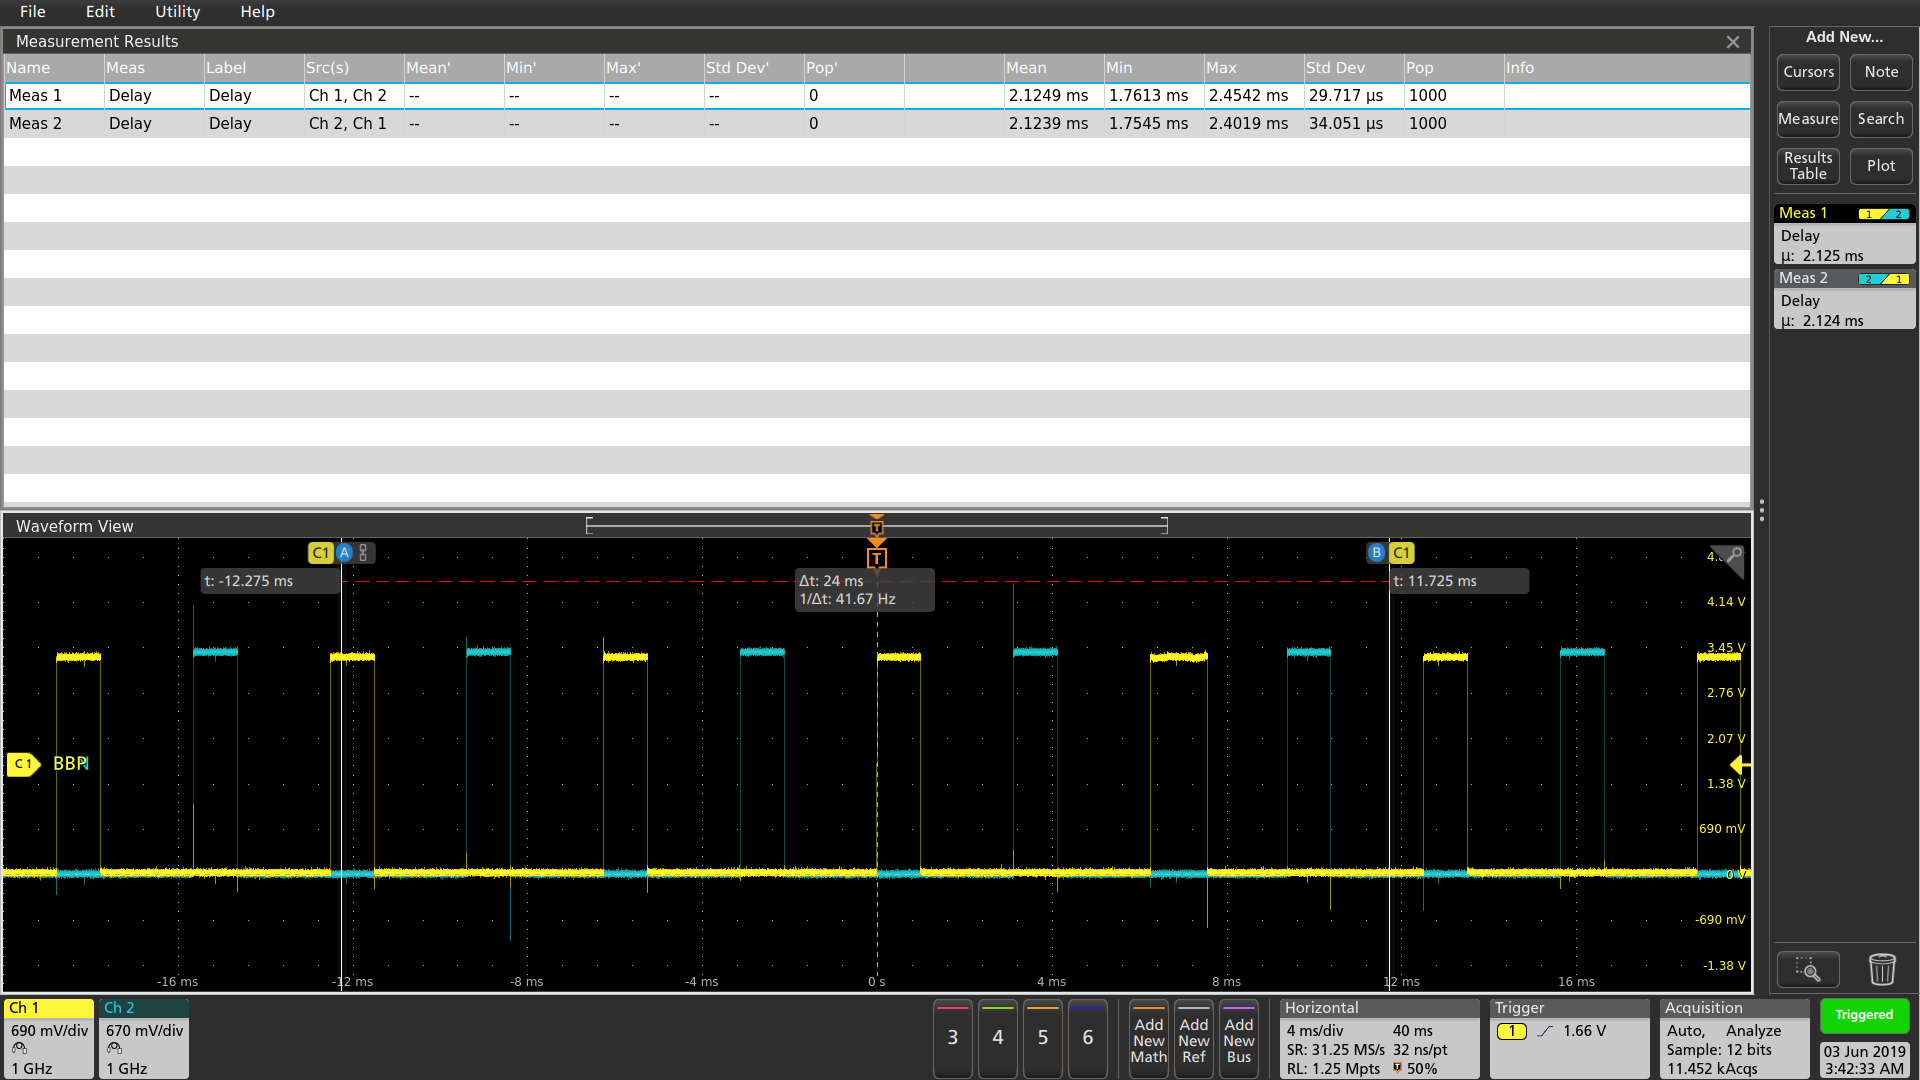 File Edit Utility Help
Measurement Results
Name Meas Label Src(s) Mean' Min' Max' Std Dev' Pop' Mean Min Max Std Dev Pop Info
Meas 1 Delay Delay Ch 1, Ch 2 -- -- -- -- 0 2.1249 ms 1.7613 ms 2.4542 ms 29.717 µs 1000
Meas 2 Delay Delay Ch 2, Ch 1 -- -- -- -- 0 2.1239 ms 1.7545 ms 2.4019 ms 34.051 µs 1000
Add New...
Cursors Note
Measure Search
Results Table Plot
Meas 1 1 2
Delay
µ: 2.125 ms
Meas 2 2 1
Delay
µ: 2.124 ms
Waveform View
T
C1 A
T
B C1
t: -12.275 ms
Δt: 24 ms
1/Δt: 41.67 Hz
t: 11.725 ms
4.14 V
3.45 V
2.76 V
2.07 V
C 1 BBP
1.38 V
690 mV
0 V
-690 mV
-1.38 V
-16 ms -12 ms -8 ms -4 ms 0 s 4 ms 8 ms 12 ms 16 ms
Ch 1
690 mV/div
1 GHz
Ch 2
670 mV/div
1 GHz
3 4 5 6
Add New Math
Add New Ref
Add New Bus
Horizontal
4 ms/div 40 ms
SR: 31.25 MS/s 32 ns/pt
RL: 1.25 Mpts T 50%
Trigger
1 1.66 V
Acquisition
Auto, Analyze
Sample: 12 bits
11.452 kAcqs
Triggered
03 Jun 2019
3:42:33 AM